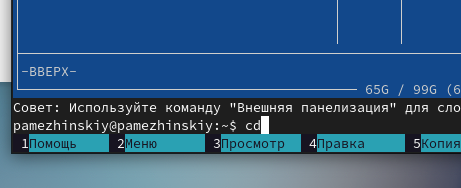 -ВВЕРХ-
65G / 99G (6
Совет: Используйте команду "Внешняя панелизация" для сло
pamezhinskiy@pamezhinskiy:~$ cd
1Помощь 2Меню 3Просмотр 4Правка 5Копия